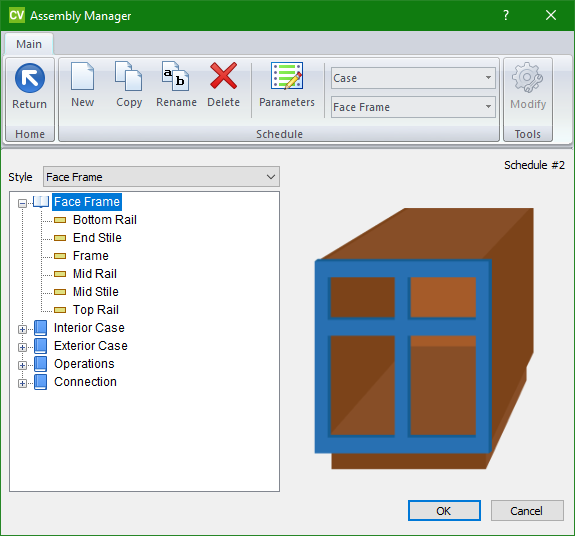 CV Assembly Manager ?
Main
Return
New
Copy
a b
Rename
Delete
Parameters
Case
Face Frame
Modify
Home
Schedule
Tools
Schedule #2
Style Face Frame
Face Frame
Bottom Rail
End Stile
Frame
Mid Rail
Mid Stile
Top Rail
Interior Case
Exterior Case
Operations
Connection
OK
Cancel